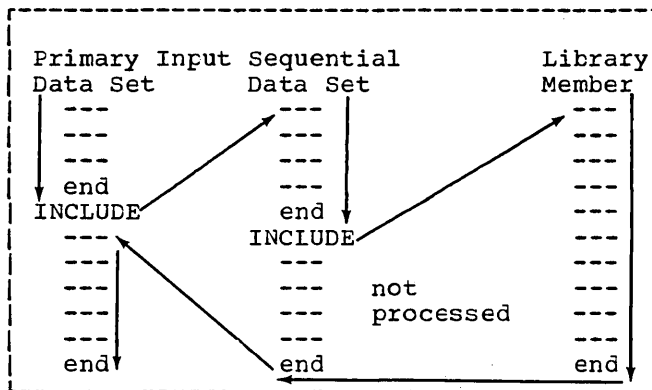 Primary Input Sequential Library
Data Set Data Set Member
--- --- ---
--- --- ---
--- --- ---
end --- ---
INCLUDE end ---
--- INCLUDE ---
--- --- ---
--- --- not ---
--- --- processed ---
--- --- ---
end end end